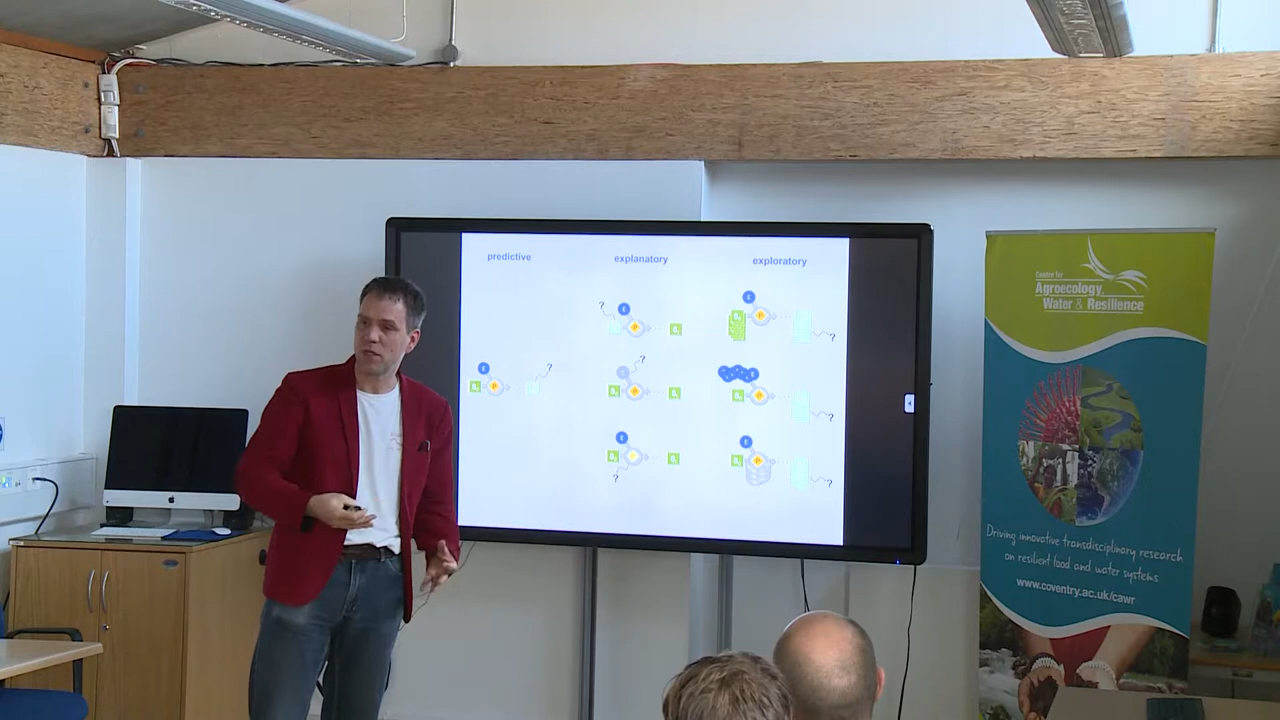 predictive explanatory exploratory
?
E
P
?
E
P
?
E
P
?
E
P
?
E
P
?
E
P
?
E
P
?
Centre for
Agroecology,
Water & Resilience
Driving innovative transdisciplinary research
on resilient food and water systems
www.coventry.ac.uk/cawr